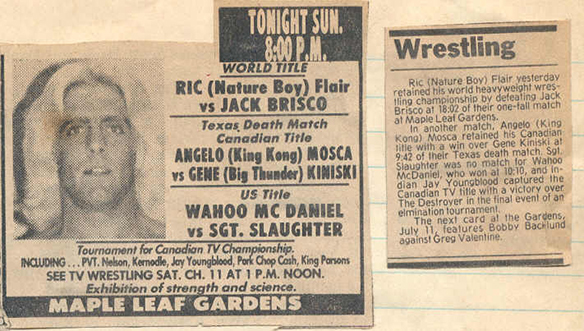 TONIGHT SUN.
8:00 P.M.
WORLD TITLE
RIC (Nature Boy) Flair
vs JACK BRISCO
Texas Death Match
Canadian Title
ANGELO (King Kong) MOSCA
vs GENE (Big Thunder) KINISKI
US Title
WAHOO MC DANIEL
vs SGT. SLAUGHTER
Tournament for Canadian TV Championship.
INCLUDING . . . PVT. Nelson, Kernodle, Jay Youngblood, Pork Chop Cash, King Parsons
SEE TV WRESTLING SAT. CH. 11 AT 1 P.M. NOON.
Exhibition of strength and science.
MAPLE LEAF GARDENS
Wrestling
Ric (Nature Boy) Flair yesterday
retained his world heavyweight wres-
tling championship by defeating Jack
Brisco at 18:02 of their one-fall match
at Maple Leaf Gardens.
In another match, Angelo (King
Kong) Mosca retained his Canadian
title with a win over Gene Kiniski at
9:42 of their Texas death match. Sgt.
Slaughter was no match for Wahoo
McDaniel, who won at 10:10, and In-
dian Jay Youngblood captured the
Canadian TV title with a victory over
The Destroyer in the final event of an
elmination tournament.
The next card at the Gardens,
July 11, features Bobby Backlund
against Greg Valentine.